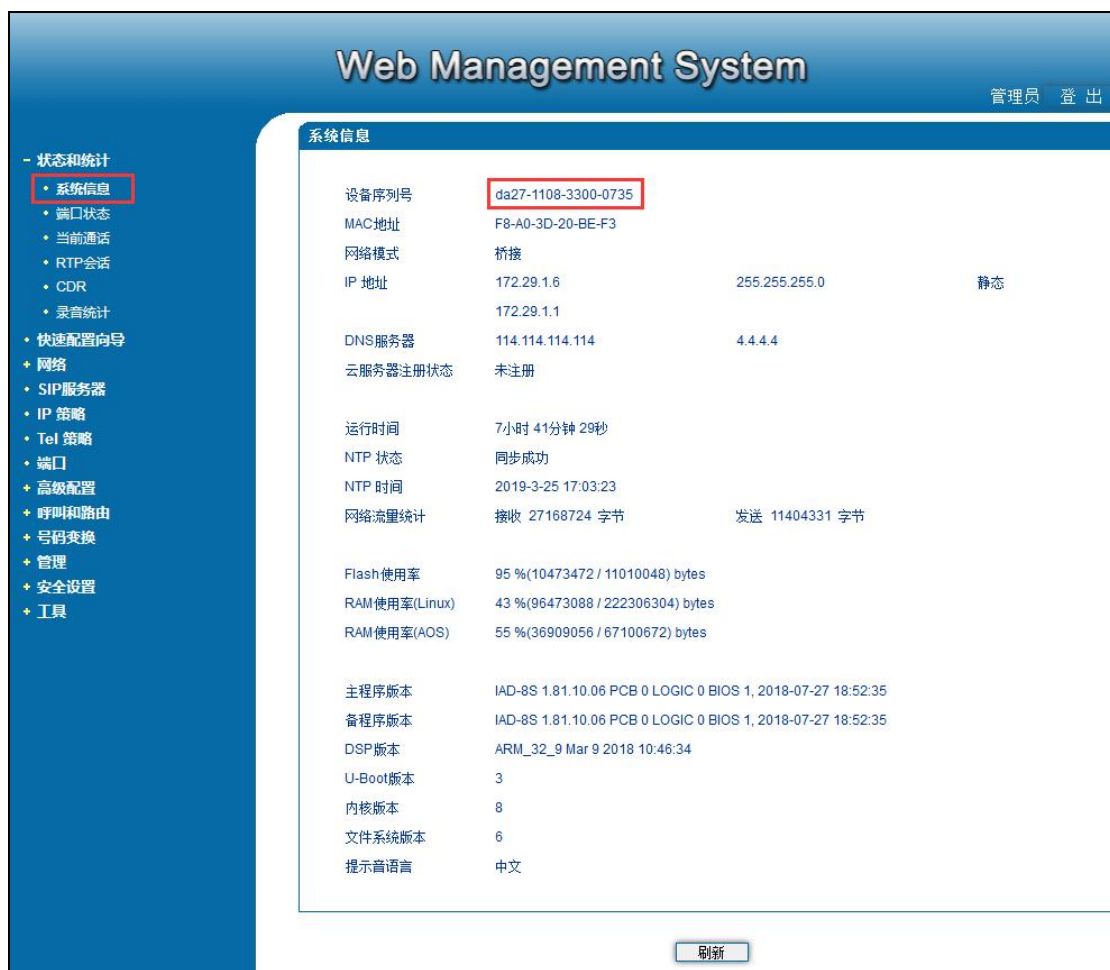 Web Management System
管理员 登 出
- 状态和统计
• 系统信息
• 端口状态
• 当前通话
• RTP会话
• CDR
• 录音统计
• 快速配置向导
+ 网络
• SIP服务器
• IP 策略
• Tel 策略
• 端口
+ 高级配置
+ 呼叫和路由
+ 号码变换
+ 管理
+ 安全设置
+ 工具
系统信息
设备序列号 da27-1108-3300-0735
MAC地址 F8-A0-3D-20-BE-F3
网络模式 桥接
IP 地址 172.29.1.6 255.255.255.0 静态
172.29.1.1
DNS服务器 114.114.114.114 4.4.4.4
云服务器注册状态 未注册
运行时间 7小时 41分钟 29秒
NTP 状态 同步成功
NTP 时间 2019-3-25 17:03:23
网络流量统计 接收 27168724 字节 发送 11404331 字节
Flash使用率 95 %(10473472 / 11010048) bytes
RAM使用率(Linux) 43 %(96473088 / 222306304) bytes
RAM使用率(AOS) 55 %(36909056 / 67100672) bytes
主程序版本 IAD-8S 1.81.10.06 PCB 0 LOGIC 0 BIOS 1, 2018-07-27 18:52:35
备程序版本 IAD-8S 1.81.10.06 PCB 0 LOGIC 0 BIOS 1, 2018-07-27 18:52:35
DSP版本 ARM_32_9 Mar 9 2018 10:46:34
U-Boot版本 3
内核版本 8
文件系统版本 6
提示音语言 中文
刷新